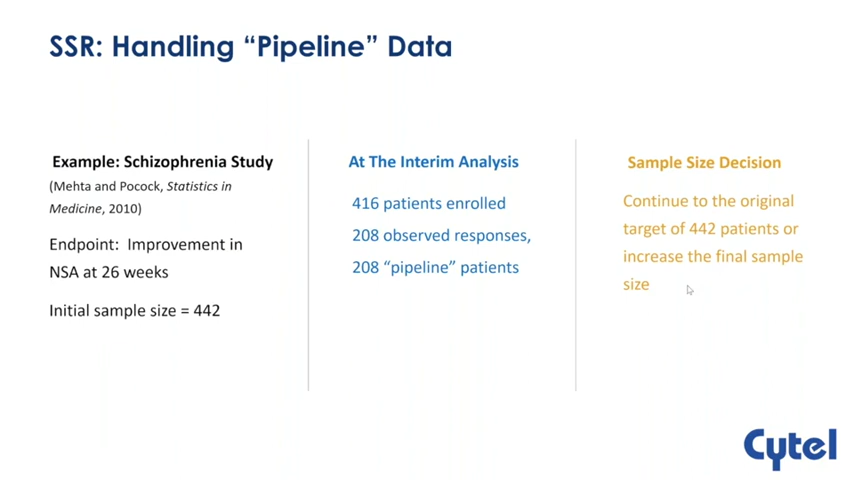 SSR: Handling “Pipeline” Data
Example: Schizophrenia Study
(Mehta and Pocock, Statistics in
Medicine, 2010)
Endpoint: Improvement in
NSA at 26 weeks
Initial sample size = 442
At The Interim Analysis
416 patients enrolled
208 observed responses,
208 “pipeline” patients
Sample Size Decision
Continue to the original
target of 442 patients or
increase the final sample
size
Cytel